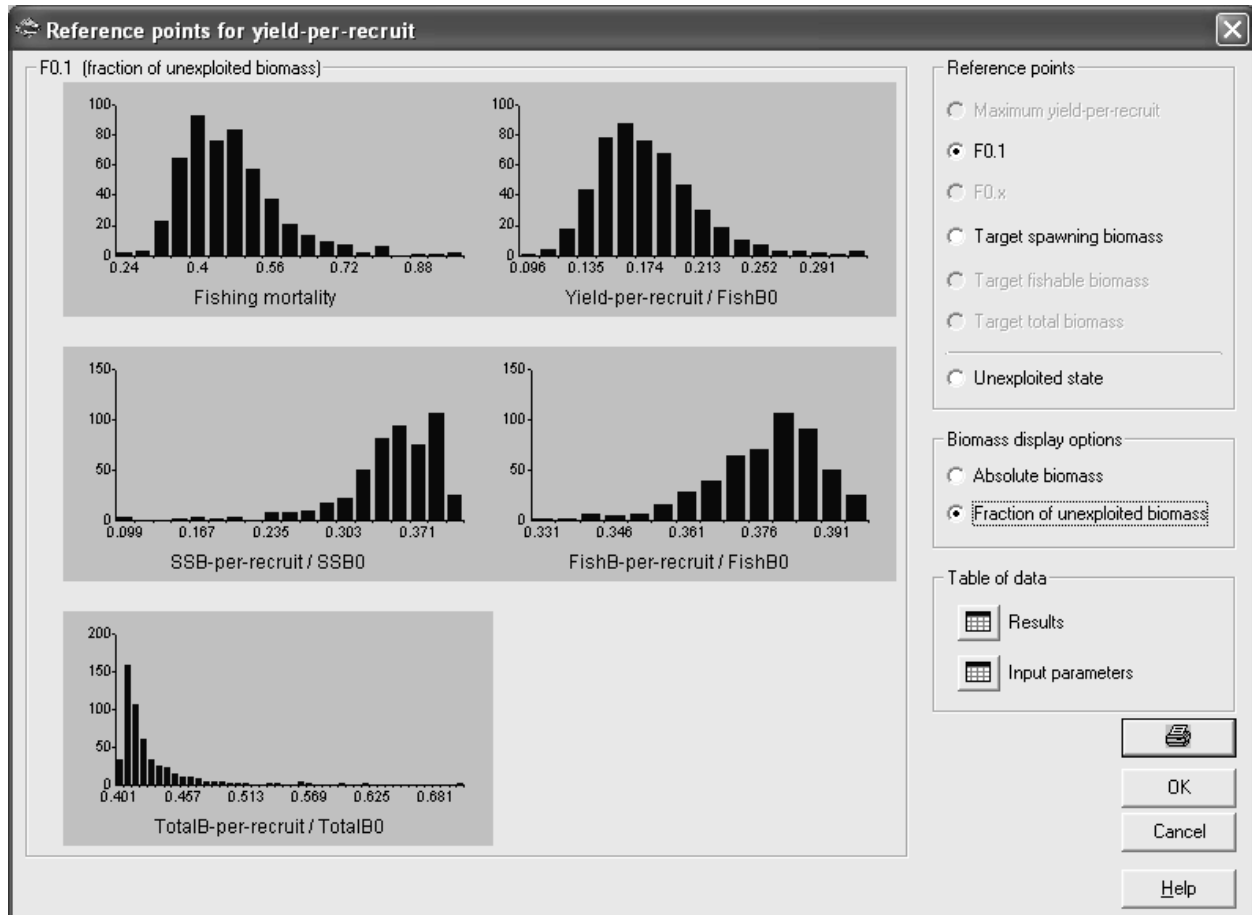 Reference points for yield-per-recruit
F0.1 (fraction of unexploited biomass)
100
80
60
40
20
0
0.24 0.4 0.56 0.72 0.88
Fishing mortality
100
80
60
40
20
0
0.096 0.135 0.174 0.213 0.252 0.291
Yield-per-recruit / FishB0
150
100
50
0
0.099 0.167 0.235 0.303 0.371
SSB-per-recruit / SSB0
150
100
50
0
0.331 0.346 0.361 0.376 0.391
FishB-per-recruit / FishB0
200
150
100
50
0
0.401 0.457 0.513 0.569 0.625 0.681
TotalB-per-recruit / TotalB0
Reference points
Maximum yield-per-recruit
F0.1
F0.x
Target spawning biomass
Target fishable biomass
Target total biomass
Unexploited state
Biomass display options
Absolute biomass
Fraction of unexploited biomass
Table of data
Results
Input parameters
OK
Cancel
Help